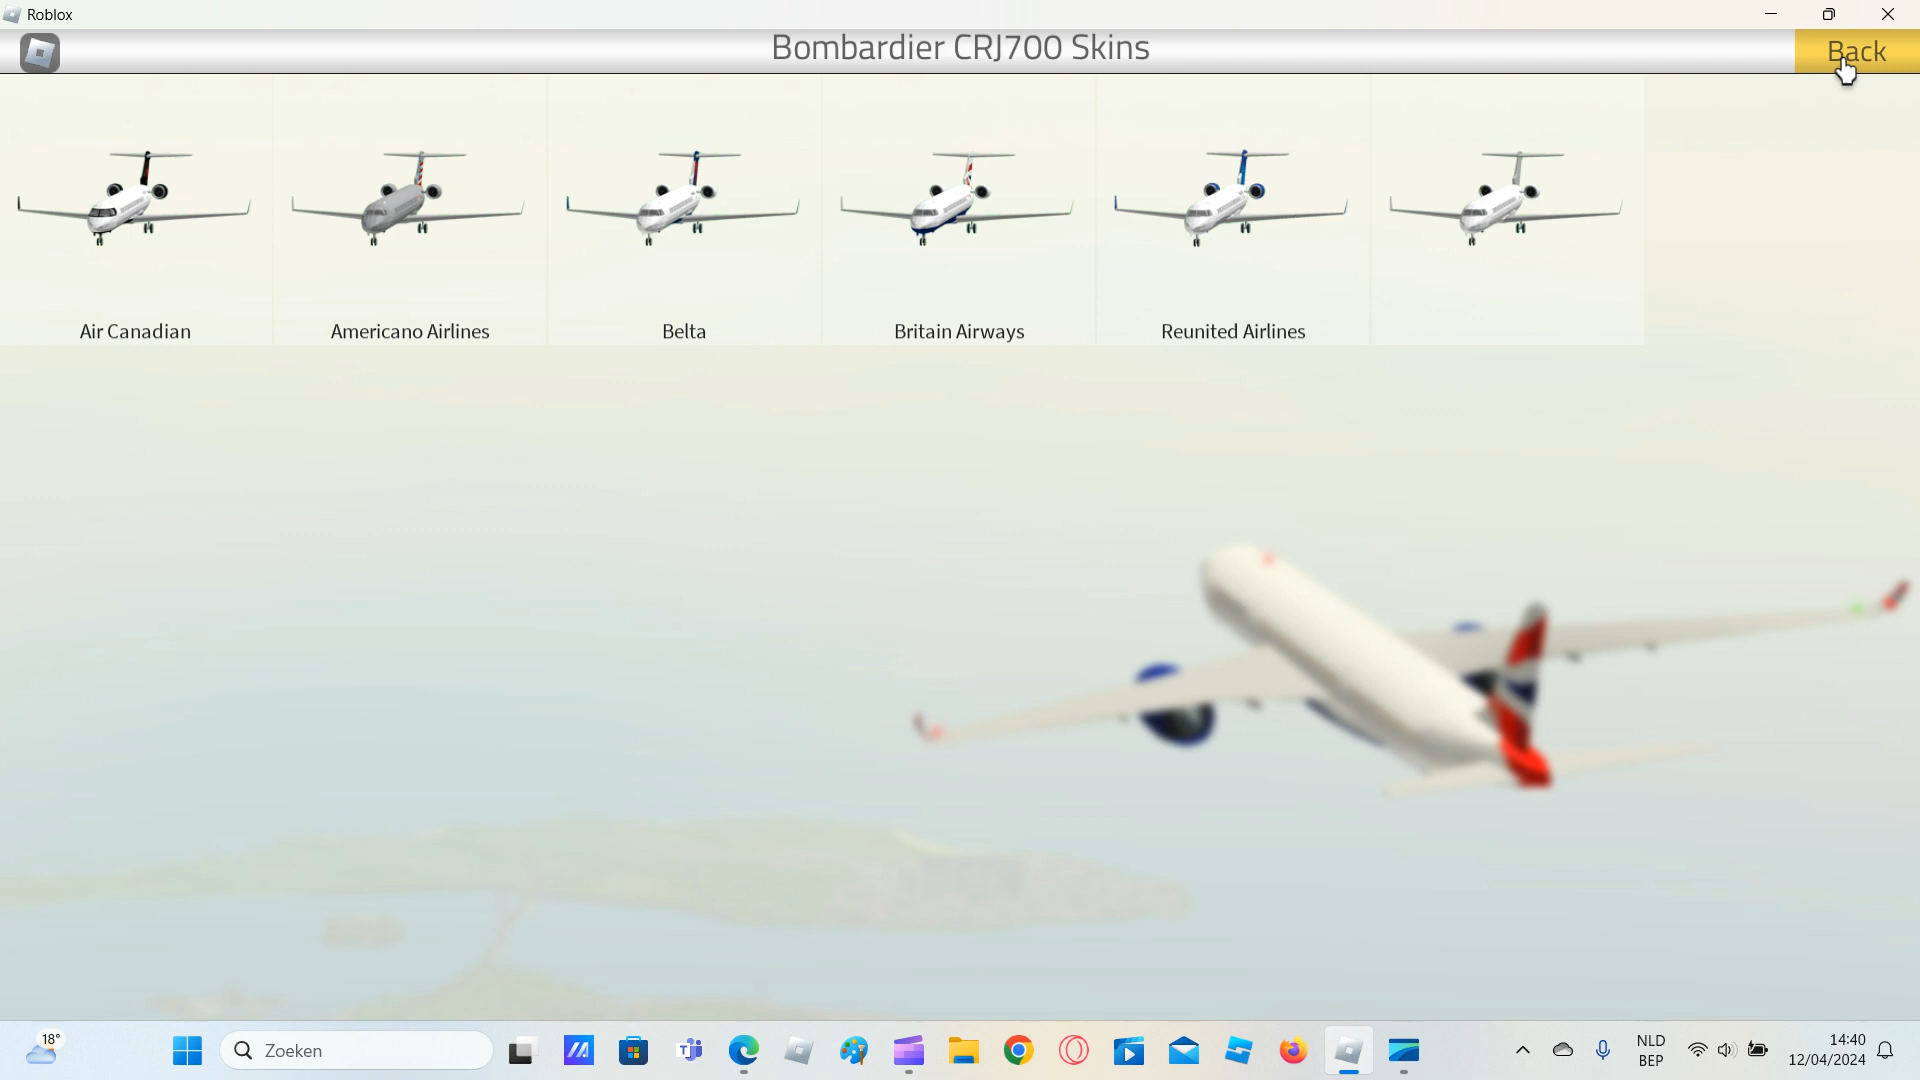 Roblox
Bombardier CRJ700 Skins
Back
Air Canadian
Americano Airlines
Belta
Britain Airways
Reunited Airlines
18°
Zoeken
NLD
BEP
14:40
12/04/2024